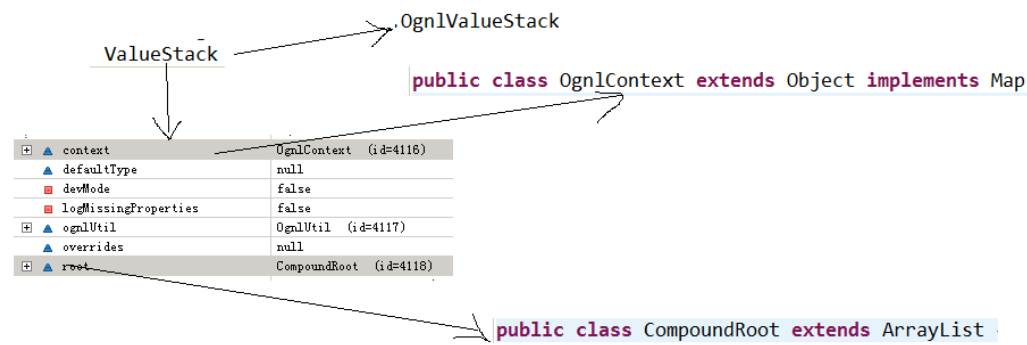 .OgnlValueStack
ValueStack
public class OgnlContext extends Object implements Map
context OgnlContext (id=4116)
defaultType null
devMode false
logMissingProperties false
ognlUtil OgnlUtil (id=4117)
overrides null
root CompoundRoot (id=4118)
public class CompoundRoot extends ArrayList